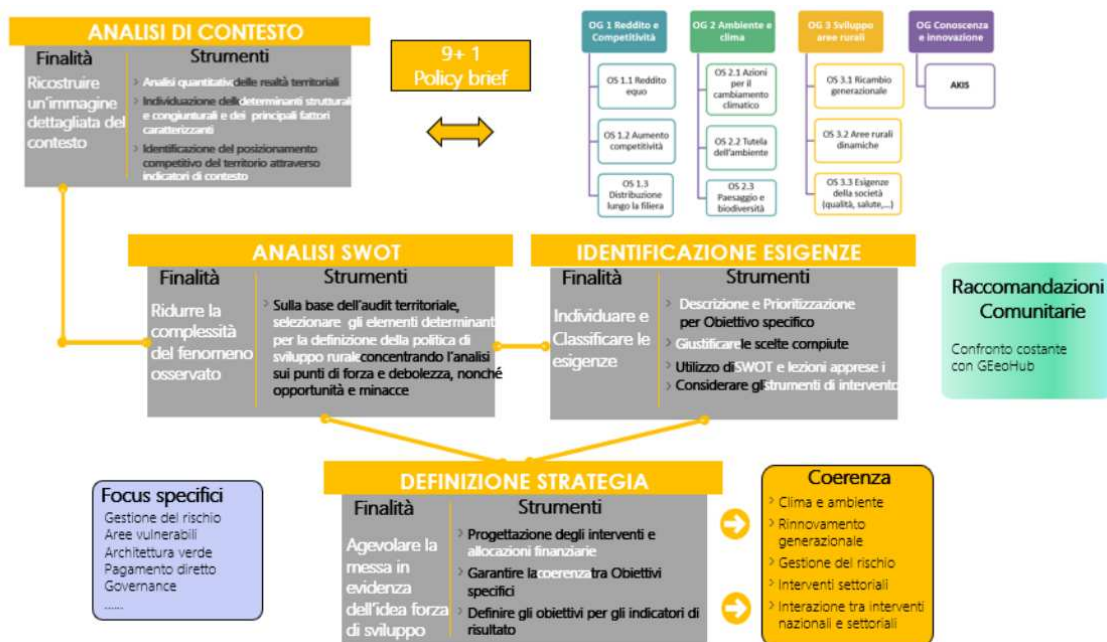 ANALISI DI CONTESTO
Finalità
Ricostruire
un'immagine
dettagliata del
contesto
Strumenti
Analisi quantitativa delle realtà territoriali
Individuazione delle determinanti strutturali
e congiunturali e dei principali fattori
caratterizzanti
Identificazione del posizionamento
competitivo del territorio attraverso
indicatori di contesto
9+ 1
Policy brief
OG 1 Reddito e
Competitività
OS 1.1 Reddito
equo
OS 1.2 Aumento
competitività
OS 1.3
Distribuzione
lungo la filiera
OG 2 Ambiente e
clima
OS 2.1 Azioni
per il
cambiamento
climatico
OS 2.2 Tutela
dell'ambiente
OS 2.3
Paesaggio e
biodiversità
OG 3 Sviluppo
aree rurali
OS 3.1 Ricambio
generazionale
OS 3.2 Aree rurali
dinamiche
OS 3.3 Esigenze
della società
(qualità, salute,...)
OG Conoscenza
e innovazione
AKIS
ANALISI SWOT
Finalità
Ridurre la
complessità
del fenomeno
osservato
Strumenti
Sulla base dell'audit territoriale,
selezionare gli elementi determinant
per la definizione della politica di
sviluppo rurale concentrando l'analisi
sui punti di forza e debolezza, nonché
opportunità e minacce
IDENTIFICAZIONE ESIGENZE
Finalità
Individuare e
Classificare le
esigenze
Strumenti
Descrizione e Prioritizzazione
per Obiettivo specifico
Giustificare le scelte compiute
Utilizzo di SWOT e lezioni apprese i
Considerare gli strumenti di intervento
Raccomandazioni
Comunitarie
Confronto costante
con GEeoHub
DEFINIZIONE STRATEGIA
Finalità
Agevolare la
messa in
evidenza
dell'idea forza
di sviluppo
Strumenti
Progettazione degli interventi e
allocazioni finanziarie
Garantire la coerenza tra Obiettivi
specifici
Definire gli obiettivi per gli indicatori di
risultato
Focus specifici
Gestione del rischio
Aree vulnerabili
Architettura verde
Pagamento diretto
Governance
......
Coerenza
Clima e ambiente
Rinnovamento
generazionale
Gestione del rischio
Interventi settoriali
Interazione tra interventi
nazionali e settoriali